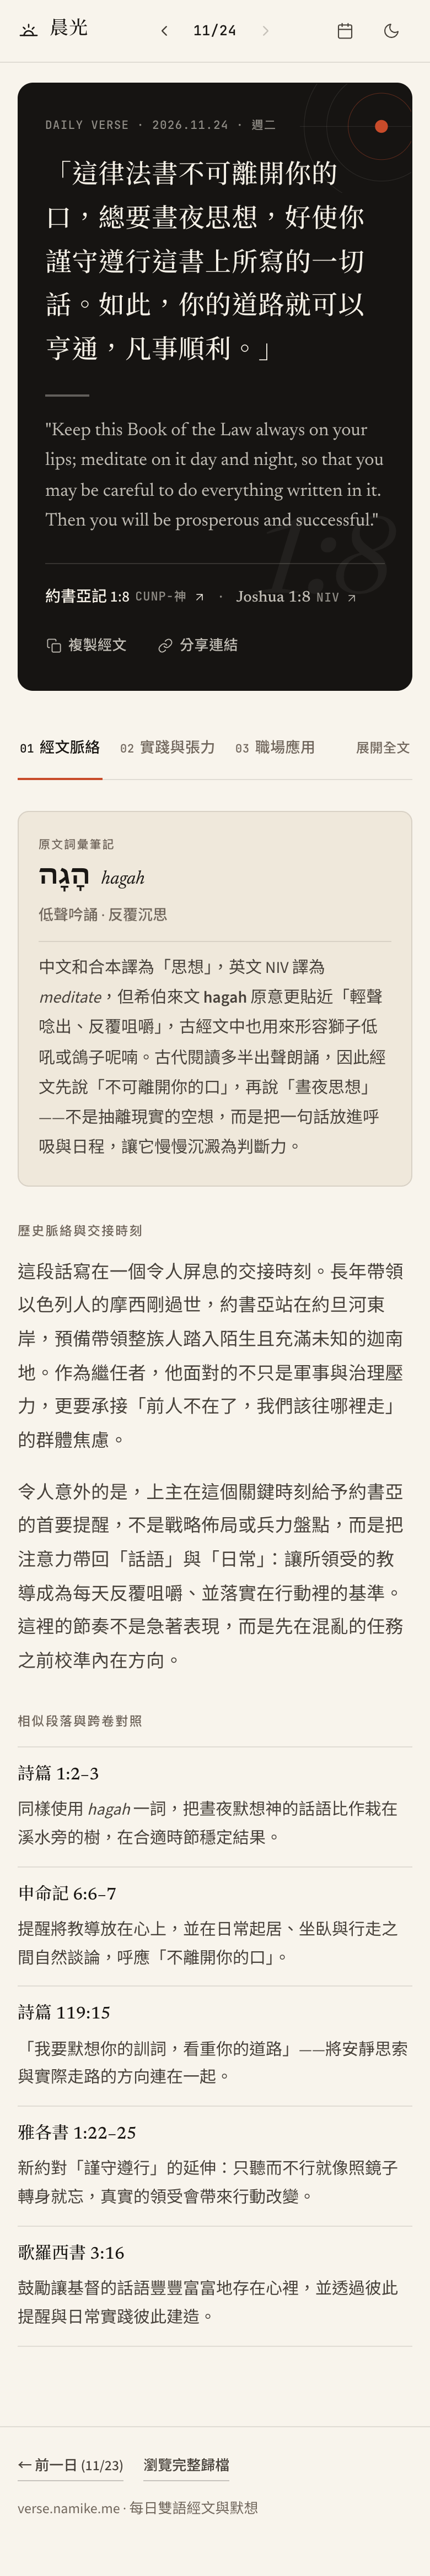 晨光
11/24
DAILY VERSE · 2026.11.24 · 週二
「這律法書不可離開你的
口，總要晝夜思想，好使你
謹守遵行這書上所寫的一切
話。如此，你的道路就可以
亨通，凡事順利。」
"Keep this Book of the Law always on your
lips; meditate on it day and night, so that you
may be careful to do everything written in it.
Then you will be prosperous and successful."
1:8
約書亞記 1:8 CUNP-神 ↗ · Joshua 1:8 NIV ↗
複製經文 分享連結
01 經文脈絡 02 實踐與張力 03 職場應用 展開全文
原文詞彙筆記
הָגָה hagah
低聲吟誦 · 反覆沉思
中文和合本譯為「思想」，英文 NIV 譯為
meditate，但希伯來文 hagah 原意更貼近「輕聲
唸出、反覆咀嚼」，古經文中也用來形容獅子低
吼或鴿子呢喃。古代閱讀多半出聲朗誦，因此經
文先說「不可離開你的口」，再說「晝夜思想」
——不是抽離現實的空想，而是把一句話放進呼
吸與日程，讓它慢慢沉澱為判斷力。
歷史脈絡與交接時刻
這段話寫在一個令人屏息的交接時刻。長年帶領
以色列人的摩西剛過世，約書亞站在約旦河東
岸，預備帶領整族人踏入陌生且充滿未知的迦南
地。作為繼任者，他面對的不只是軍事與治理壓
力，更要承接「前人不在了，我們該往哪裡走」
的群體焦慮。
令人意外的是，上主在這個關鍵時刻給予約書亞
的首要提醒，不是戰略佈局或兵力盤點，而是把
注意力帶回「話語」與「日常」：讓所領受的教
導成為每天反覆咀嚼、並落實在行動裡的基準。
這裡的節奏不是急著表現，而是先在混亂的任務
之前校準內在方向。
相似段落與跨卷對照
詩篇 1:2–3
同樣使用 hagah 一詞，把晝夜默想神的話語比作栽在
溪水旁的樹，在合適時節穩定結果。
申命記 6:6–7
提醒將教導放在心上，並在日常起居、坐臥與行走之
間自然談論，呼應「不離開你的口」。
詩篇 119:15
「我要默想你的訓詞，看重你的道路」——將安靜思索
與實際走路的方向連在一起。
雅各書 1:22–25
新約對「謹守遵行」的延伸：只聽而不行就像照鏡子
轉身就忘，真實的領受會帶來行動改變。
歌羅西書 3:16
鼓勵讓基督的話語豐豐富富地存在心裡，並透過彼此
提醒與日常實踐彼此建造。
← 前一日 (11/23) 瀏覽完整歸檔
verse.namike.me · 每日雙語經文與默想